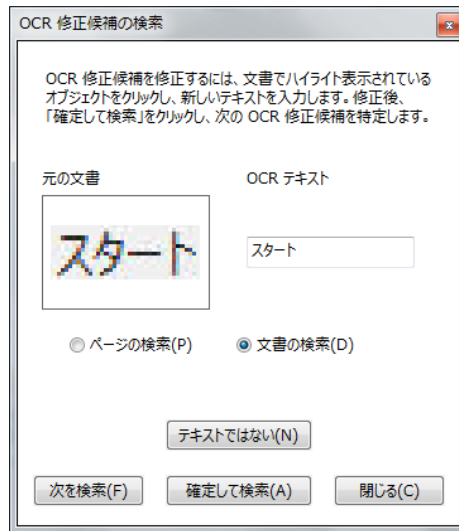 OCR 修正候補の検索
OCR 修正候補を修正するには、文書でハイライト表示されている
オブジェクトをクリックし、新しいテキストを入力します。修正後、
「確定して検索」をクリックし、次の OCR 修正候補を特定します。
元の文書
OCR テキスト
スタート
スタート
ページの検索(P)
文書の検索(D)
テキストではない(N)
次を検索(F)
確定して検索(A)
閉じる(C)